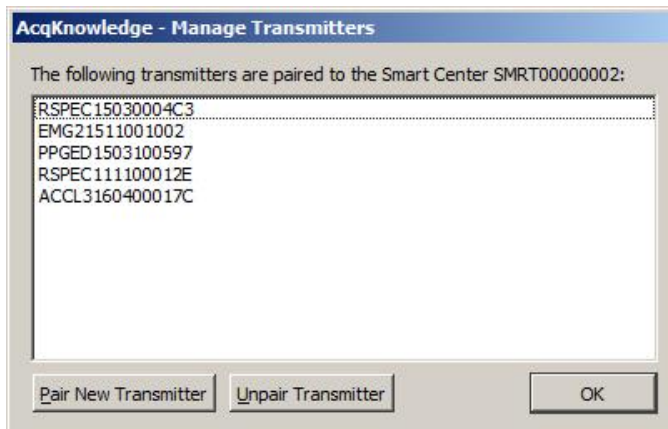 AcqKnowledge - Manage Transmitters
The following transmitters are paired to the Smart Center SMRT00000002:
RSPEC15030004C3
EMG21511001002
PPGED1503100597
RSPEC111100012E
ACCL3160400017C
Pair New Transmitter Unpair Transmitter OK